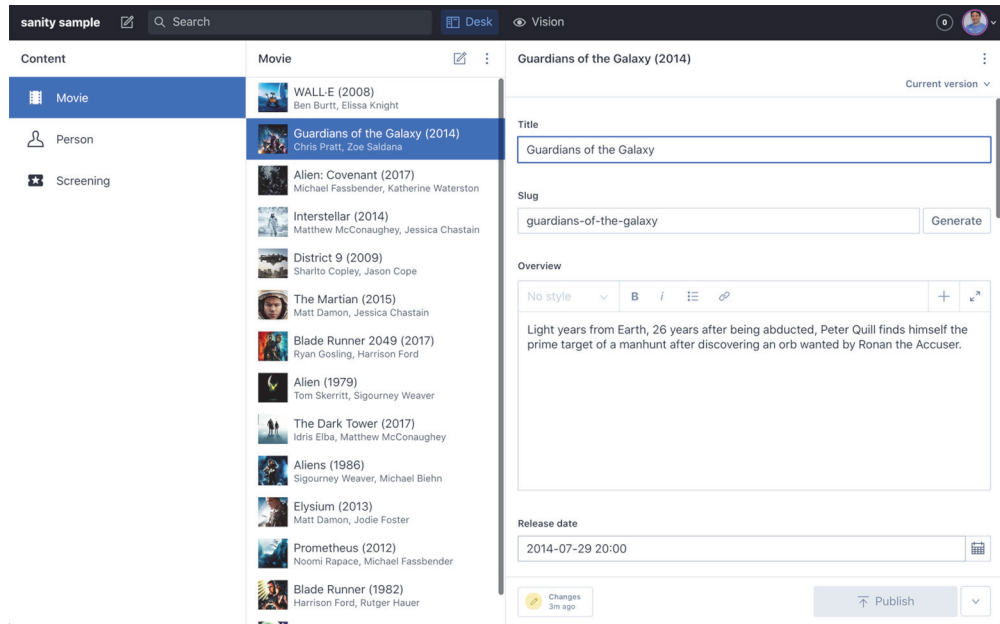 sanity sample
Search
Desk
Vision
0
Content
Movie
Person
Screening
Movie
WALL·E (2008)
Ben Burtt, Elissa Knight
Guardians of the Galaxy (2014)
Chris Pratt, Zoe Saldana
Alien: Covenant (2017)
Michael Fassbender, Katherine Waterston
Interstellar (2014)
Matthew McConaughey, Jessica Chastain
District 9 (2009)
Sharlto Copley, Jason Cope
The Martian (2015)
Matt Damon, Jessica Chastain
Blade Runner 2049 (2017)
Ryan Gosling, Harrison Ford
Alien (1979)
Tom Skerritt, Sigourney Weaver
The Dark Tower (2017)
Idris Elba, Matthew McConaughey
Aliens (1986)
Sigourney Weaver, Michael Biehn
Elysium (2013)
Matt Damon, Jodie Foster
Prometheus (2012)
Noomi Rapace, Michael Fassbender
Blade Runner (1982)
Harrison Ford, Rutger Hauer
Guardians of the Galaxy (2014)
Current version
Title
Guardians of the Galaxy
Slug
guardians-of-the-galaxy
Generate
Overview
No style
B
i
Light years from Earth, 26 years after being abducted, Peter Quill finds himself the
prime target of a manhunt after discovering an orb wanted by Ronan the Accuser.
Release date
2014-07-29 20:00
Changes
3m ago
Publish